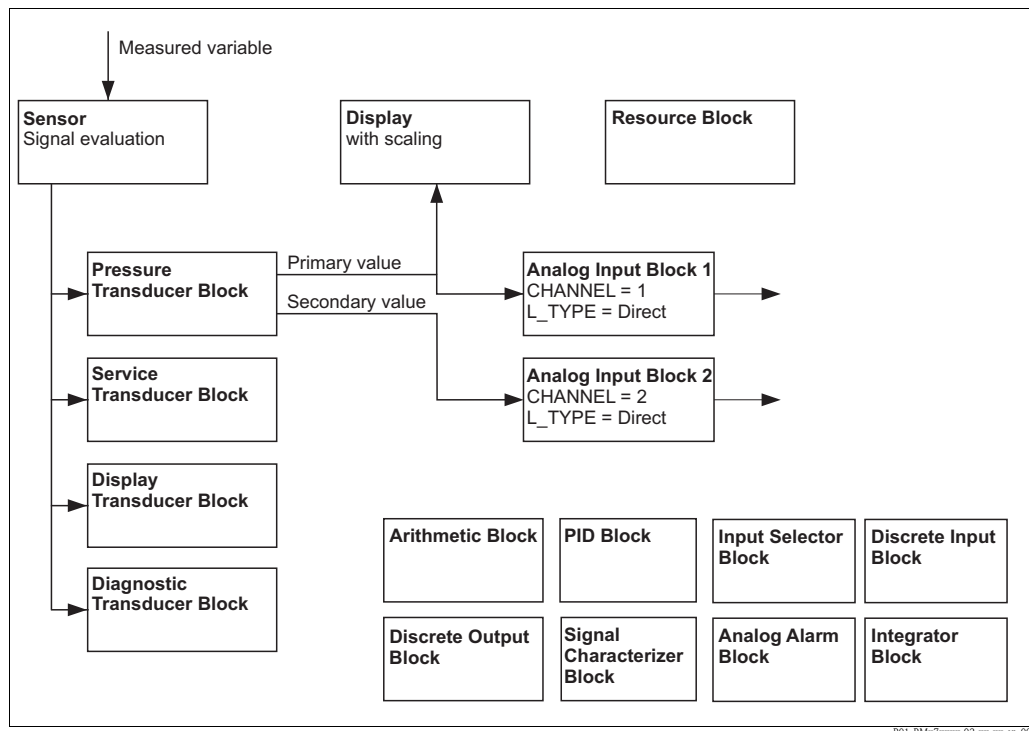 Measured variable
Sensor
Signal evaluation
Display
with scaling
Resource Block
Pressure
Transducer Block
Primary value
Secondary value
Analog Input Block 1
CHANNEL = 1
L_TYPE = Direct
Service
Transducer Block
Analog Input Block 2
CHANNEL = 2
L_TYPE = Direct
Display
Transducer Block
Diagnostic
Transducer Block
Arithmetic Block
PID Block
Input Selector
Block
Discrete Input
Block
Discrete Output
Block
Signal
Characterizer
Block
Analog Alarm
Block
Integrator
Block